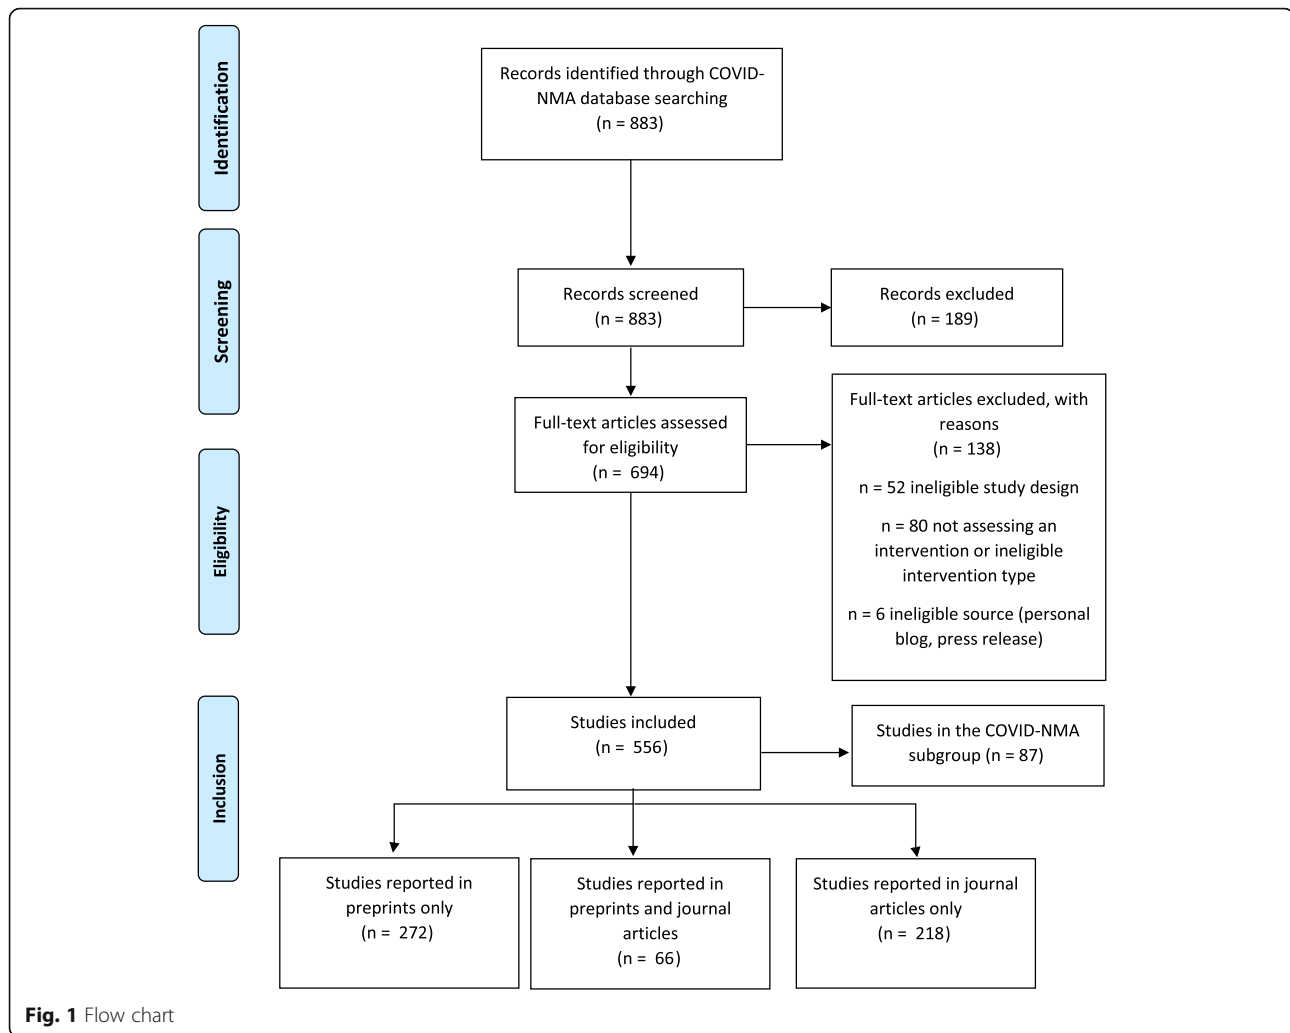 Identification
Records identified through COVID-
NMA database searching
(n = 883)
Screening
Records screened
(n = 883)
Records excluded
(n = 189)
Full-text articles assessed
for eligibility
(n =  694)
Full-text articles excluded, with
reasons
(n = 138)
n = 52 ineligible study design
n = 80 not assessing an
intervention or ineligible
intervention type
n = 6 ineligible source (personal
blog, press release)
Eligibility
Inclusion
Studies included
(n =  556)
Studies in the COVID-NMA
subgroup (n = 87)
Studies reported in
preprints only
(n =  272)
Studies reported in
preprints and journal
articles
(n =  66)
Studies reported in journal
articles only
(n =  218)
Fig. 1 Flow chart